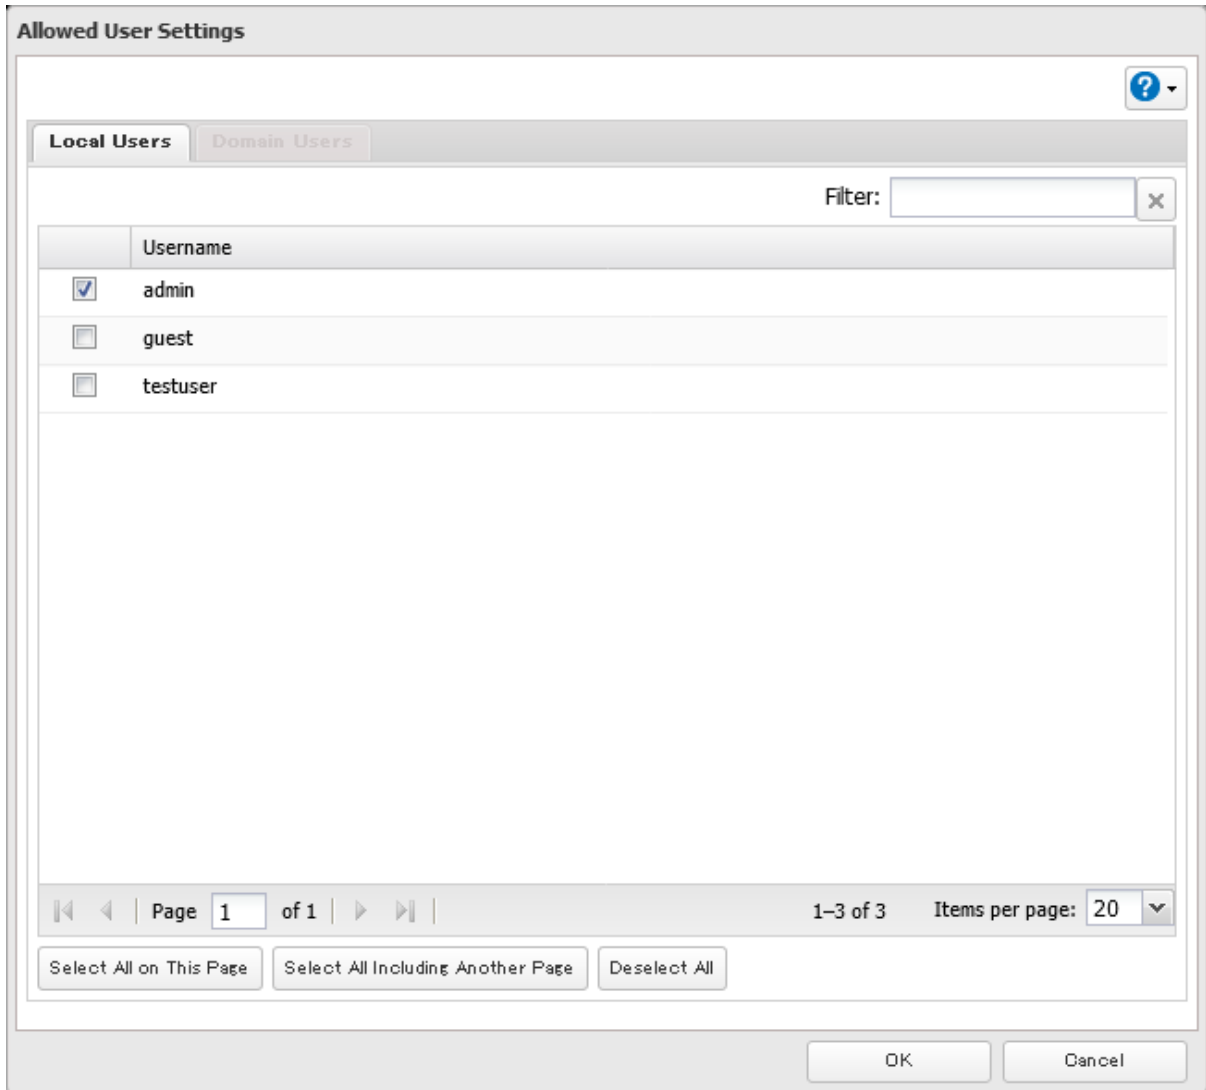 Allowed User Settings
?
Local Users Domain Users
Filter:
Username
admin
guest
testuser
Page 1 of 1 1–3 of 3 Items per page: 20
Select All on This Page Select All Including Another Page Deselect All
OK Cancel